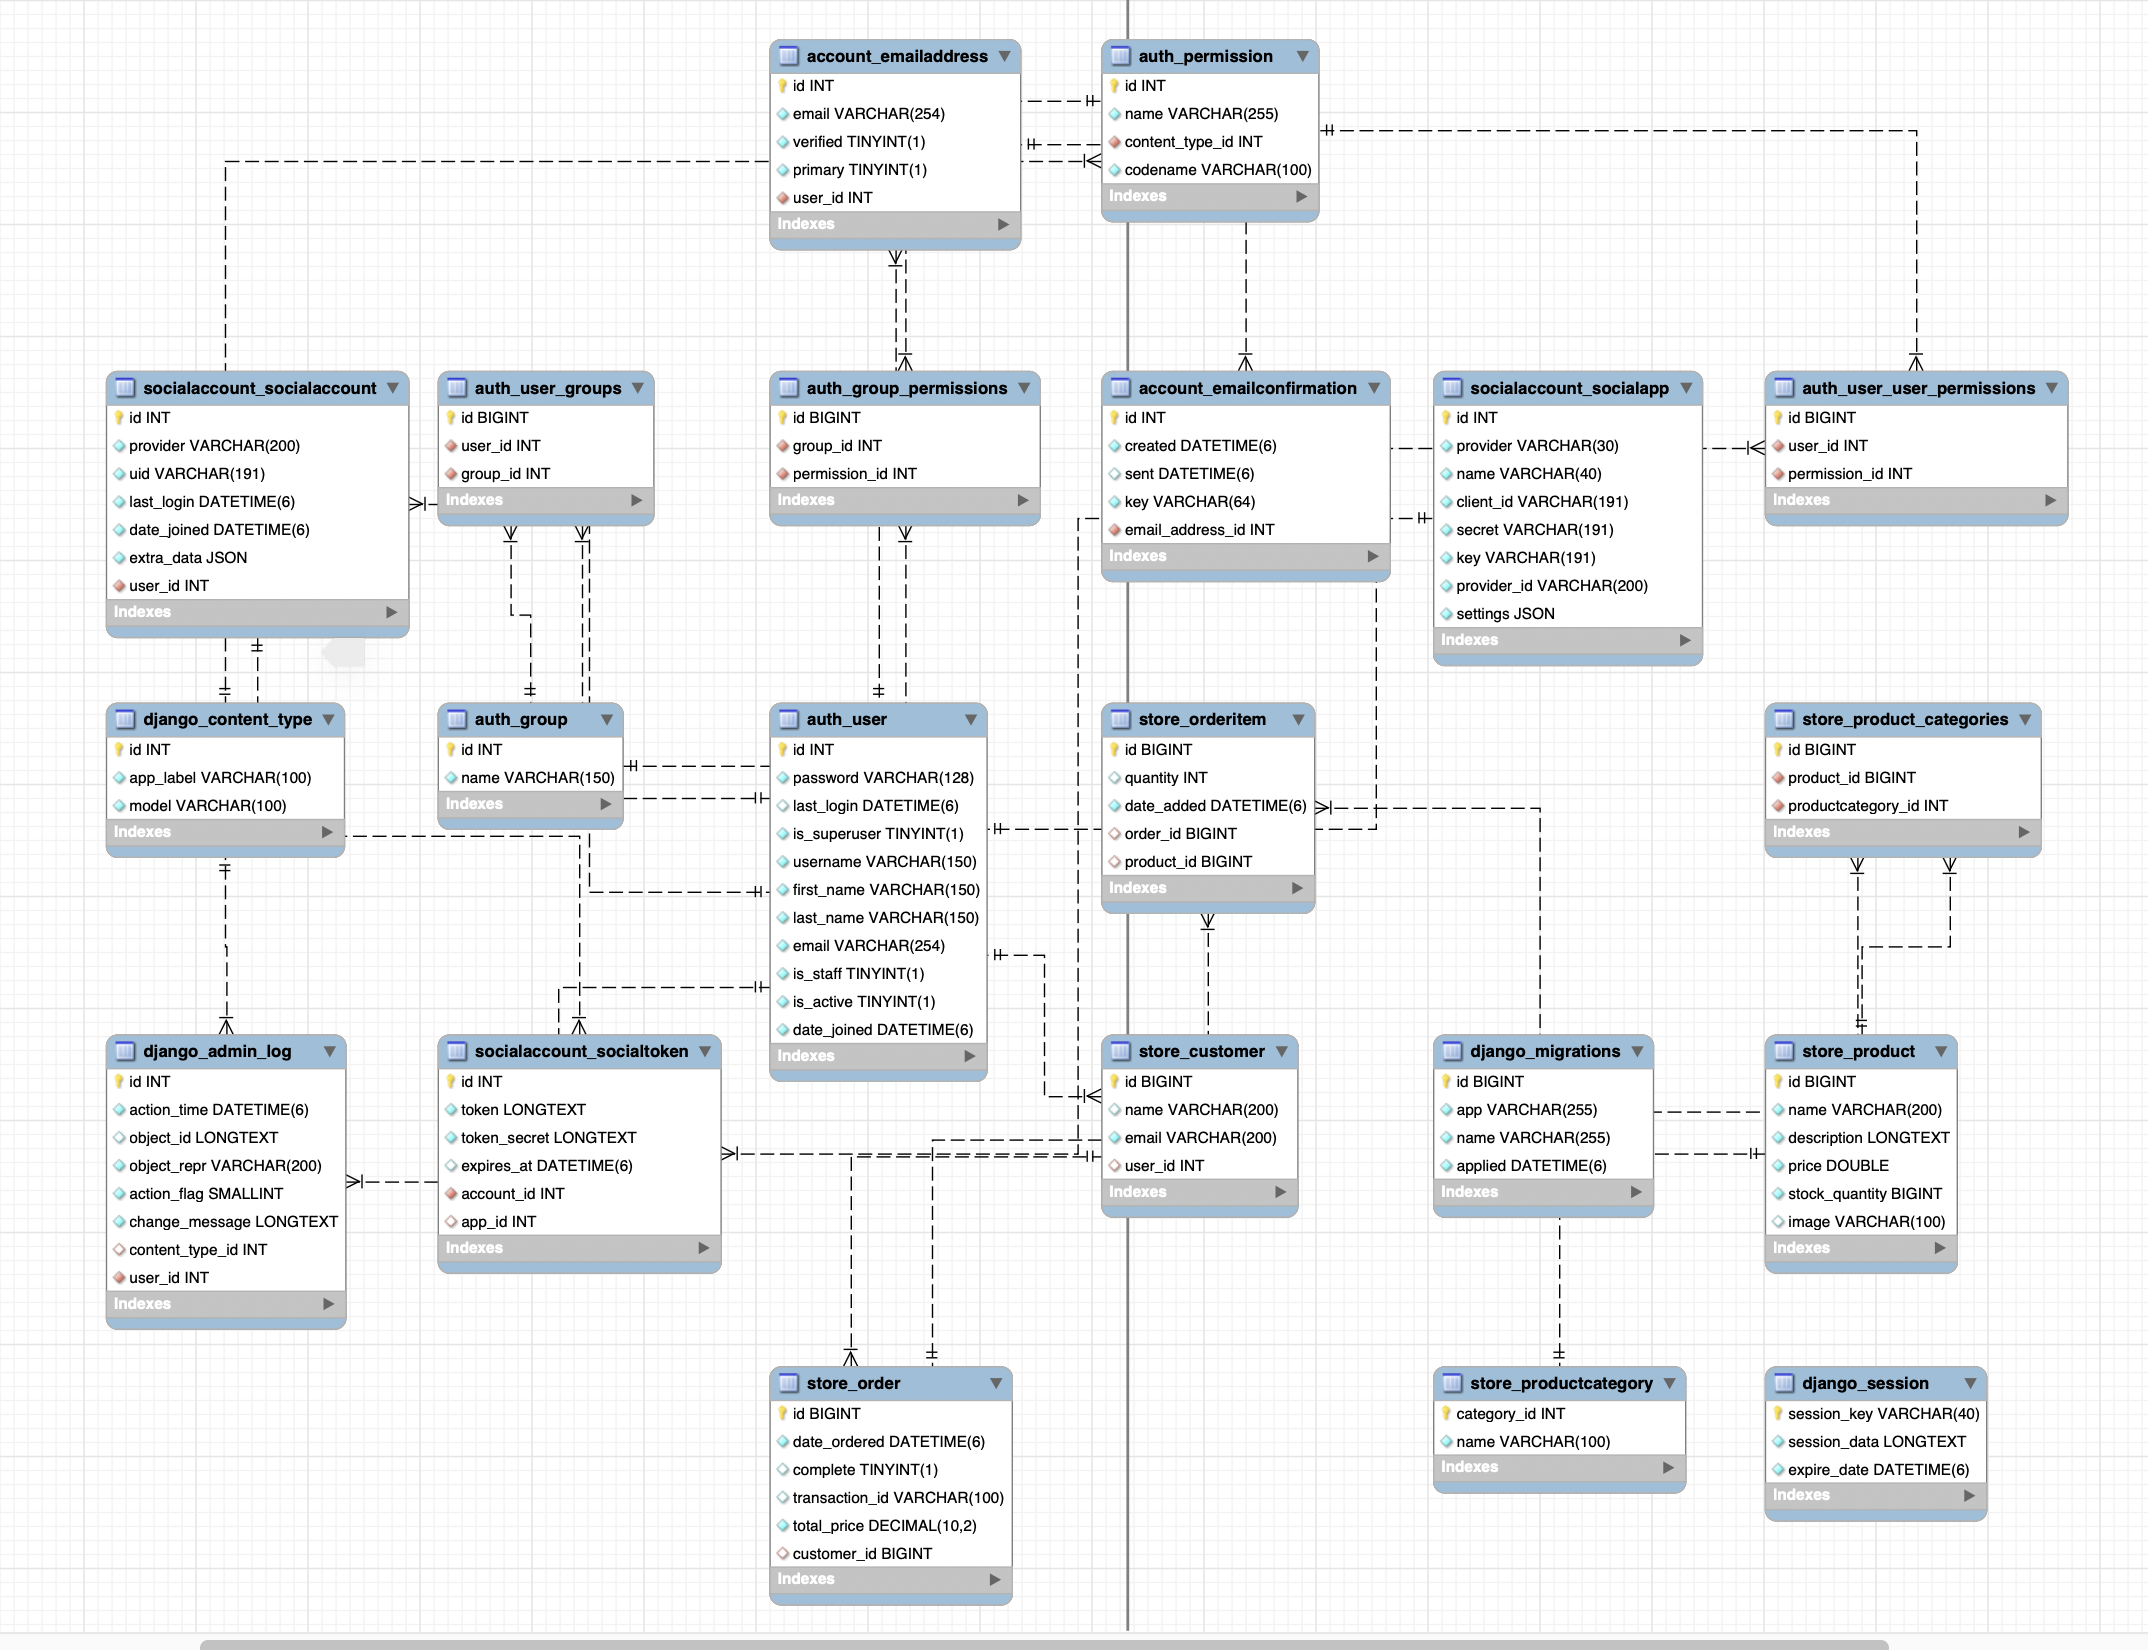 account_emailaddress
id INT
email VARCHAR(254)
verified TINYINT(1)
primary TINYINT(1)
user_id INT
Indexes
auth_permission
id INT
name VARCHAR(255)
content_type_id INT
codename VARCHAR(100)
Indexes
socialaccount_socialaccount
id INT
provider VARCHAR(200)
uid VARCHAR(191)
last_login DATETIME(6)
date_joined DATETIME(6)
extra_data JSON
user_id INT
Indexes
auth_user_groups
id BIGINT
user_id INT
group_id INT
Indexes
auth_group_permissions
id BIGINT
group_id INT
permission_id INT
Indexes
account_emailconfirmation
id INT
created DATETIME(6)
sent DATETIME(6)
key VARCHAR(64)
email_address_id INT
Indexes
socialaccount_socialapp
id INT
provider VARCHAR(30)
name VARCHAR(40)
client_id VARCHAR(191)
secret VARCHAR(191)
key VARCHAR(191)
provider_id VARCHAR(200)
settings JSON
Indexes
auth_user_user_permissions
id BIGINT
user_id INT
permission_id INT
Indexes
django_content_type
id INT
app_label VARCHAR(100)
model VARCHAR(100)
Indexes
auth_group
id INT
name VARCHAR(150)
Indexes
auth_user
id INT
password VARCHAR(128)
last_login DATETIME(6)
is_superuser TINYINT(1)
username VARCHAR(150)
first_name VARCHAR(150)
last_name VARCHAR(150)
email VARCHAR(254)
is_staff TINYINT(1)
is_active TINYINT(1)
date_joined DATETIME(6)
Indexes
store_orderitem
id BIGINT
quantity INT
date_added DATETIME(6)
order_id BIGINT
product_id BIGINT
Indexes
store_product_categories
id BIGINT
product_id BIGINT
productcategory_id INT
Indexes
django_admin_log
id INT
action_time DATETIME(6)
object_id LONGTEXT
object_repr VARCHAR(200)
action_flag SMALLINT
change_message LONGTEXT
content_type_id INT
user_id INT
Indexes
socialaccount_socialtoken
id INT
token LONGTEXT
token_secret LONGTEXT
expires_at DATETIME(6)
account_id INT
app_id INT
Indexes
store_customer
id BIGINT
name VARCHAR(200)
email VARCHAR(200)
user_id INT
Indexes
django_migrations
id BIGINT
app VARCHAR(255)
name VARCHAR(255)
applied DATETIME(6)
Indexes
store_product
id BIGINT
name VARCHAR(200)
description LONGTEXT
price DOUBLE
stock_quantity BIGINT
image VARCHAR(100)
Indexes
store_order
id BIGINT
date_ordered DATETIME(6)
complete TINYINT(1)
transaction_id VARCHAR(100)
total_price DECIMAL(10,2)
customer_id BIGINT
Indexes
store_productcategory
category_id INT
name VARCHAR(100)
Indexes
django_session
session_key VARCHAR(40)
session_data LONGTEXT
expire_date DATETIME(6)
Indexes